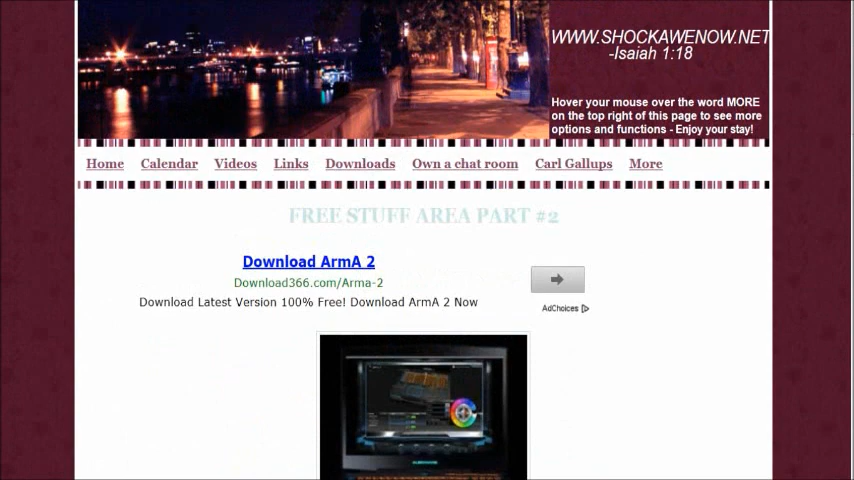 WWW.SHOCKAWENOW.NET
-Isaiah 1:18
Hover your mouse over the word MORE
on the top right of this page to see more
options and functions - Enjoy your stay!
Home Calendar Videos Links Downloads Own a chat room Carl Gallups More
FREE STUFF AREA PART #2
Download ArmA 2
Download366.com/Arma-2
Download Latest Version 100% Free! Download ArmA 2 Now
AdChoices